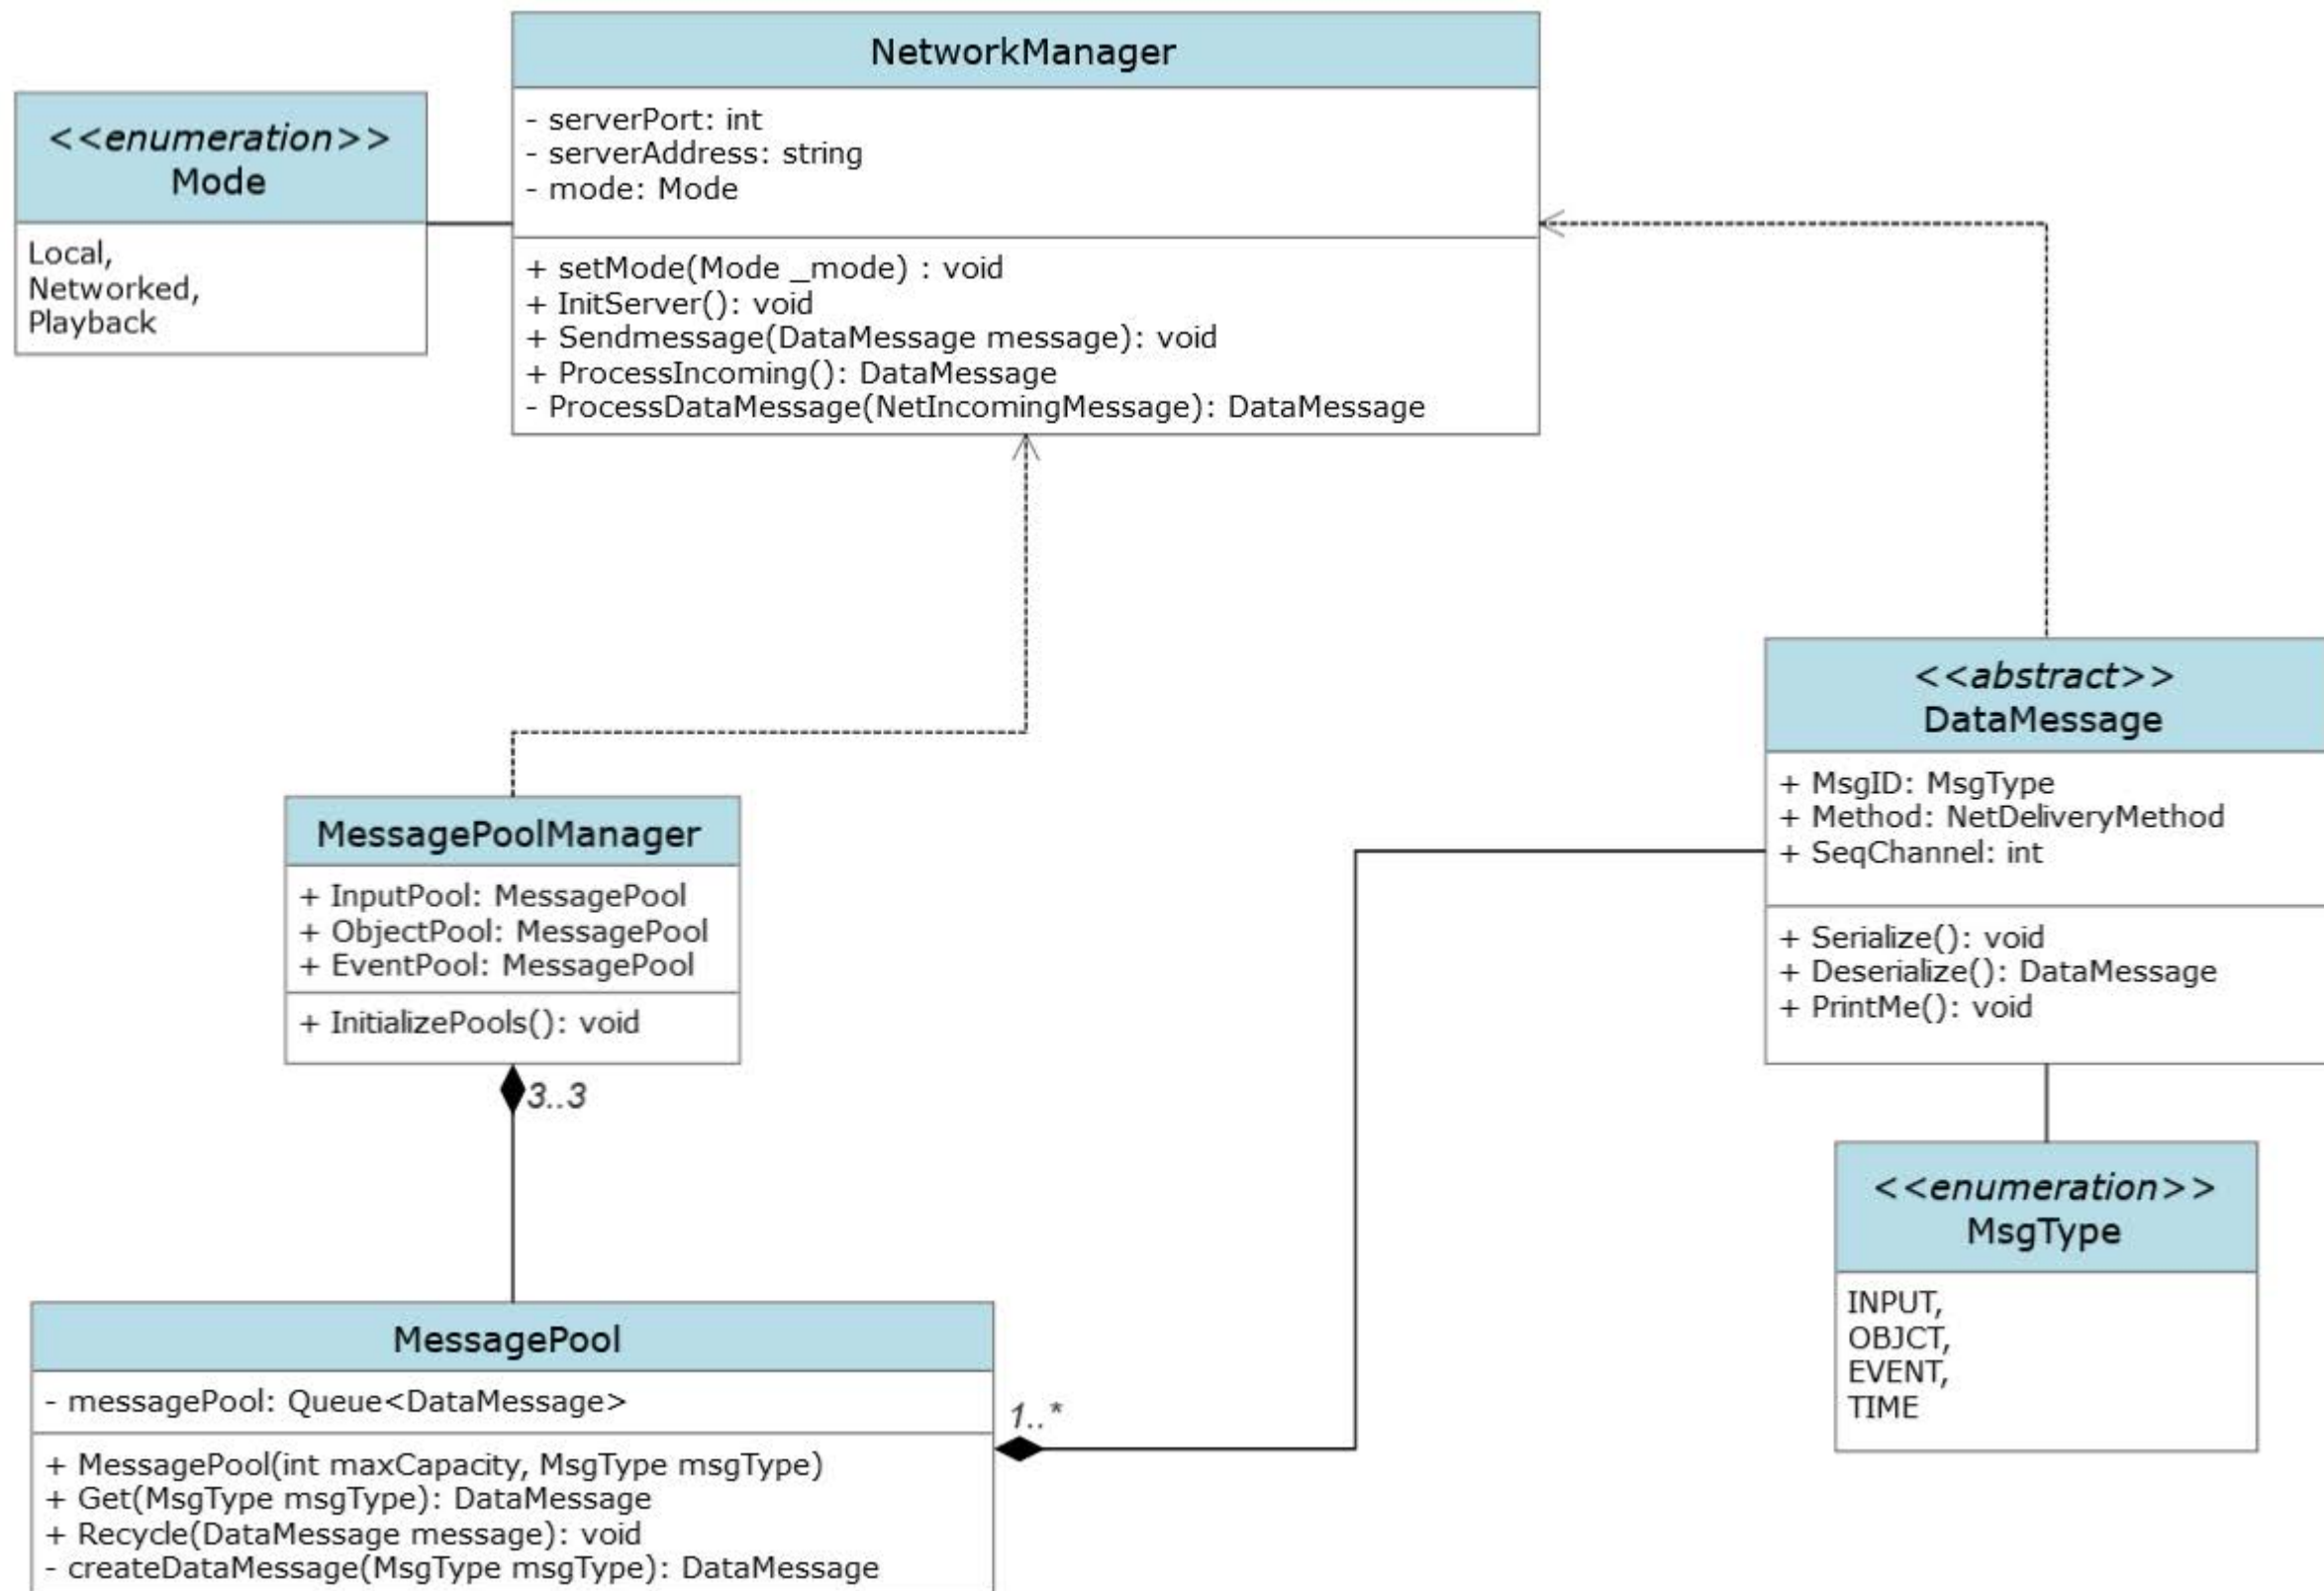 NetworkManager
- serverPort: int
- serverAddress: string
- mode: Mode
+ setMode(Mode _mode) : void
+ InitServer(): void
+ Sendmessage(DataMessage message): void
+ ProcessIncoming(): DataMessage
- ProcessDataMessage(NetIncomingMessage): DataMessage
<<enumeration>>
Mode
Local,
Networked,
Playback
<<abstract>>
DataMessage
+ MsgID: MsgType
+ Method: NetDeliveryMethod
+ SeqChannel: int
+ Serialize(): void
+ Deserialize(): DataMessage
+ PrintMe(): void
MessagePoolManager
+ InputPool: MessagePool
+ ObjectPool: MessagePool
+ EventPool: MessagePool
+ InitializePools(): void
3..3
<<enumeration>>
MsgType
INPUT,
OBJCT,
EVENT,
TIME
MessagePool
- messagePool: Queue<DataMessage>
+ MessagePool(int maxCapacity, MsgType msgType)
+ Get(MsgType msgType): DataMessage
+ Recycle(DataMessage message): void
- createDataMessage(MsgType msgType): DataMessage
1..*